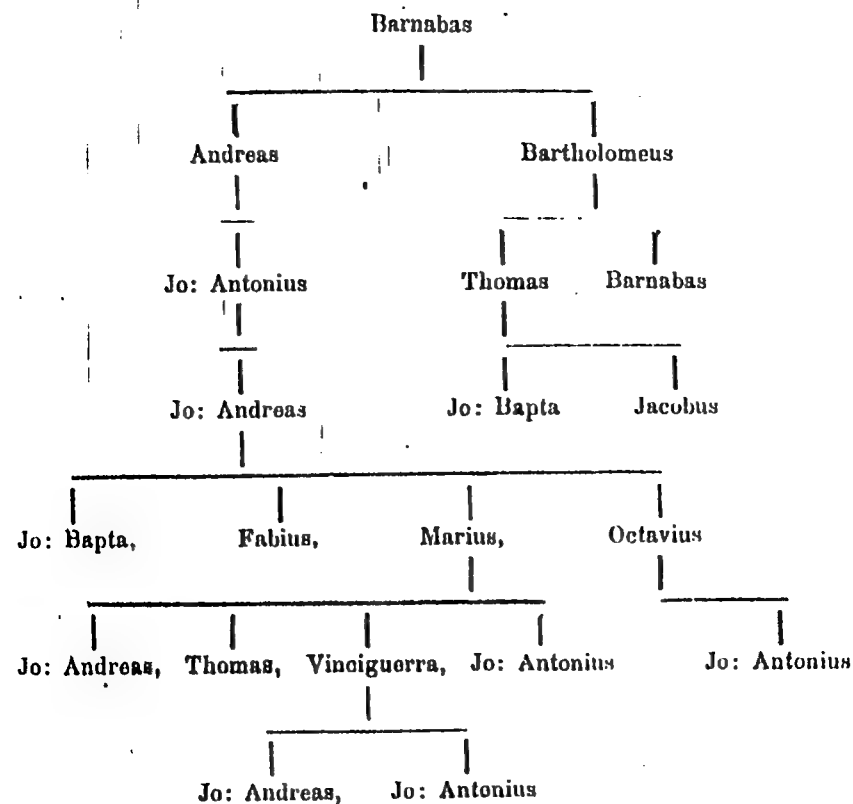 Barnabas
Andreas Bartholomeus
Jo: Antonius Thomas Barnabas
Jo: Andreas Jo: Bapta Jacobus
Jo: Bapta, Fabius, Marius, Octavius
Jo: Andreas, Thomas, Vinciguerra, Jo: Antonius Jo: Antonius
Jo: Andreas, Jo: Antonius